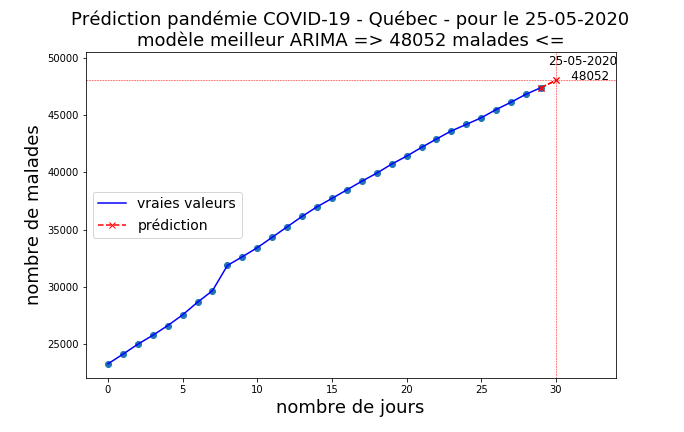 Prédiction pandémie COVID-19 - Québec - pour le 25-05-2020
modèle meilleur ARIMA => 48052 malades <=
50000
45000
40000
35000
30000
25000
nombre de malades
25-05-2020
48052
vraies valeurs
prédiction
0 5 10 15 20 25 30
nombre de jours